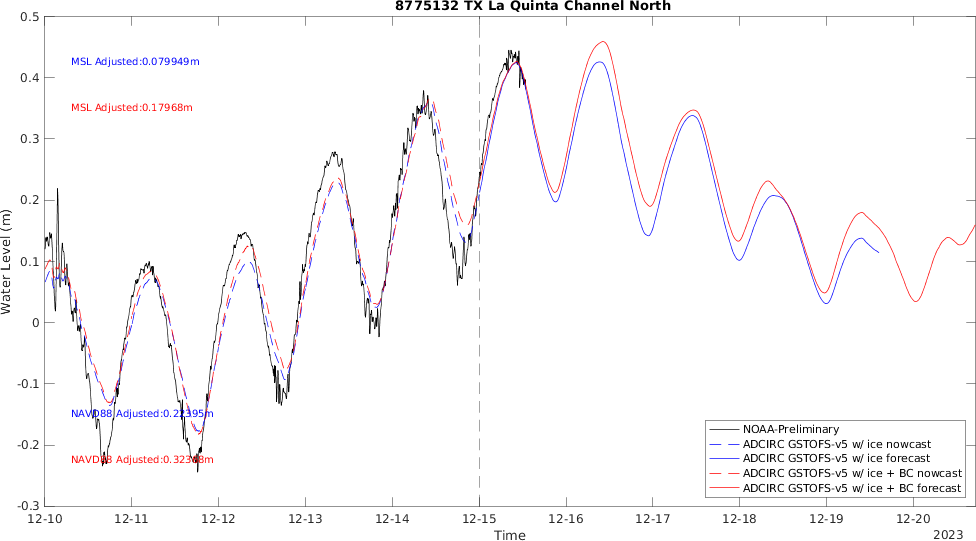 8775132 TX La Quinta Channel North
0.5
0.4
0.3
0.2
0.1
0
-0.1
-0.2
-0.3
Water Level (m)
MSL Adjusted:0.079949m
MSL Adjusted:0.17968m
NAVD88 Adjusted:0.22395m
NAVD88 Adjusted:
NOAA-Preliminary
ADCIRC GSTOFS-v5 w/ ice nowcast
ADCIRC GSTOFS-v5 w/ ice forecast
ADCIRC GSTOFS-v5 w/ ice + BC nowcast
ADCIRC GSTOFS-v5 w/ ice + BC forecast
12-10
12-11
12-12
12-13
12-14
12-15
12-16
12-17
12-18
12-19
12-20
Time
2023